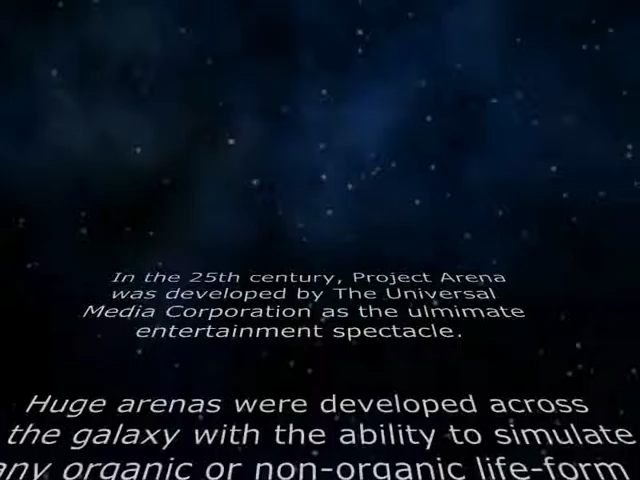 In the 25th century, Project Arena
was developed by The Universal
Media Corporation as the ulmimate
entertainment spectacle.
Huge arenas were developed across
the galaxy with the ability to simulate
any organic or non-organic life-form